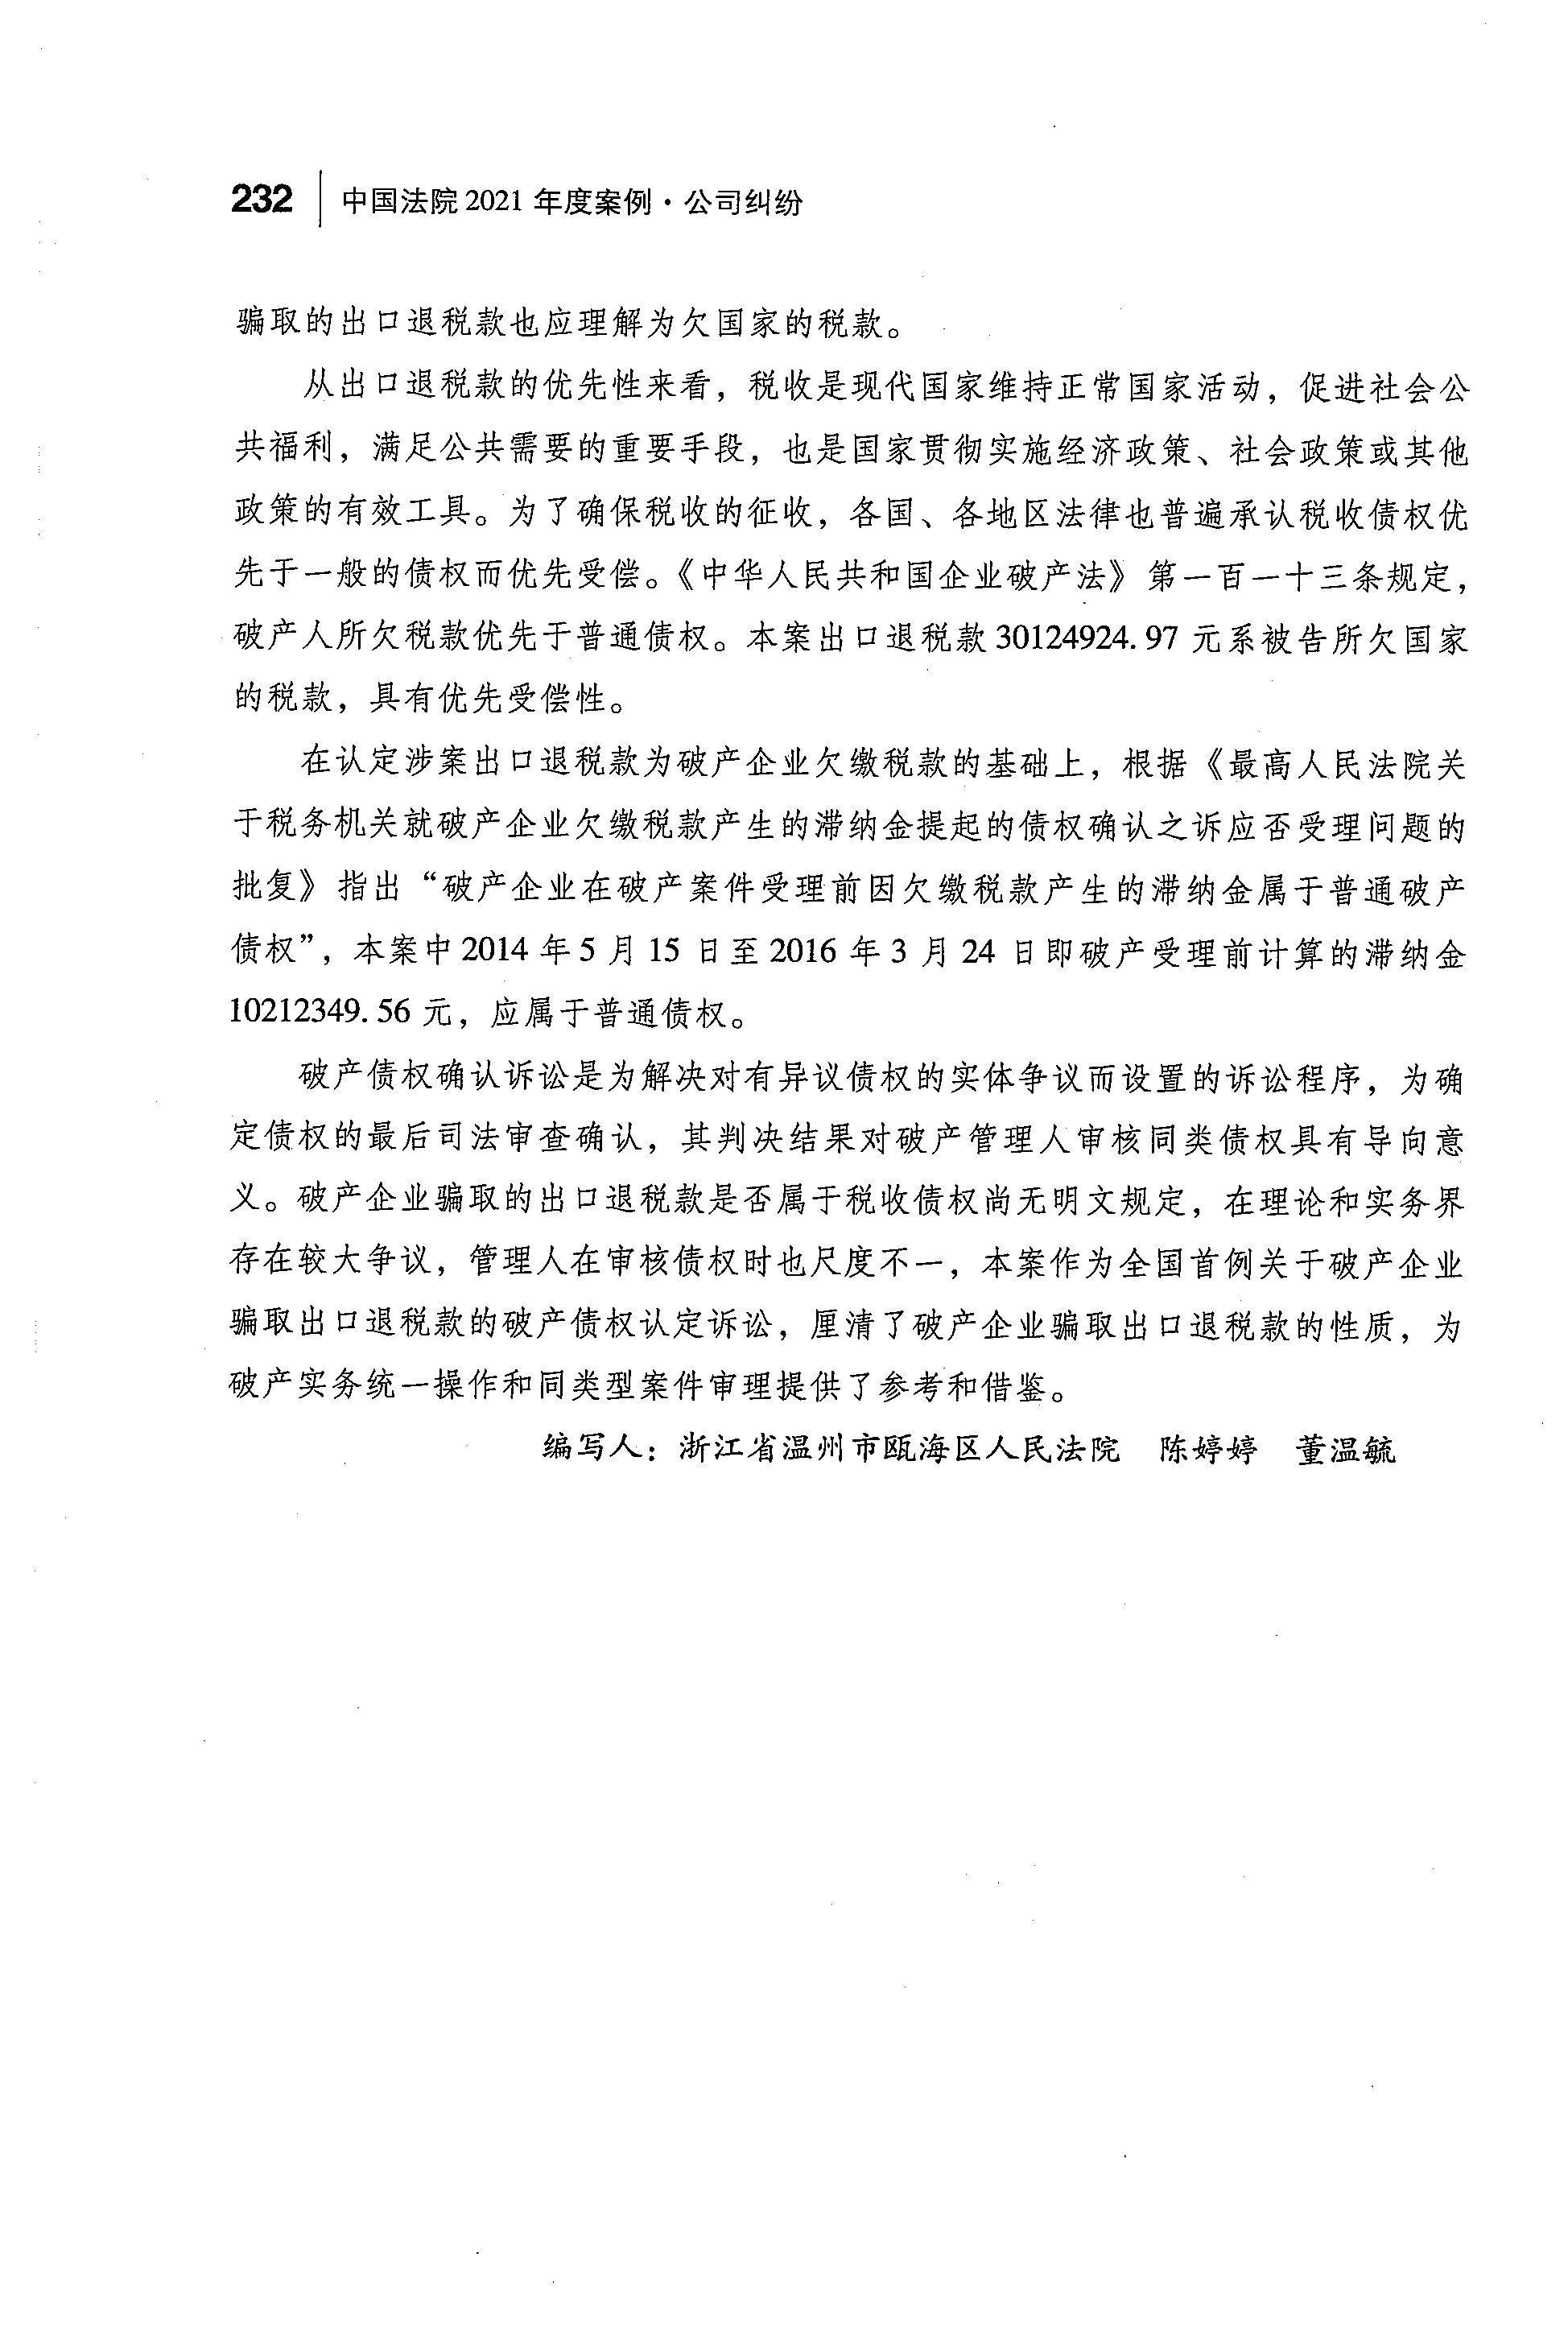 232 中国法院 2021 年度案例·公司纠纷
骗取的出口退税款也应理解为欠国家的税款。
从出口退税款的优先性来看，税收是现代国家维持正常国家活动，促进社会公
共福利，满足公共需要的重要手段，也是国家贯彻实施经济政策、社会政策或其他
政策的有效工具。为了确保税收的征收，各国、各地区法律也普遍承认税收债权优
先于一般的债权而优先受偿。《中华人民共和国企业破产法》第一百一十三条规定，
破产人所欠税款优先于普通债权。本案出口退税款 30124924.97 元系被告所欠国家
的税款，具有优先受偿性。
在认定涉案出口退税款为破产企业欠缴税款的基础上，根据《最高人民法院关
于税务机关就破产企业欠缴税款产生的滞纳金提起的债权确认之诉应否受理问题的
批复》指出“破产企业在破产案件受理前因欠缴税款产生的滞纳金属于普通破产
债权”，本案中 2014 年 5 月 15 日至 2016 年 3 月 24 日即破产受理前计算的滞纳金
10212349.56 元，应属于普通债权。
破产债权确认诉讼是为解决对有异议债权的实体争议而设置的诉讼程序，为确
定债权的最后司法审查确认，其判决结果对破产管理人审核同类债权具有导向意
义。破产企业骗取的出口退税款是否属于税收债权尚无明文规定，在理论和实务界
存在较大争议，管理人在审核债权时也尺度不一，本案作为全国首例关于破产企业
骗取出口退税款的破产债权认定诉讼，厘清了破产企业骗取出口退税款的性质，为
破产实务统一操作和同类型案件审理提供了参考和借鉴。
编写人：浙江省温州市瓯海区人民法院 陈婷婷 董温毓